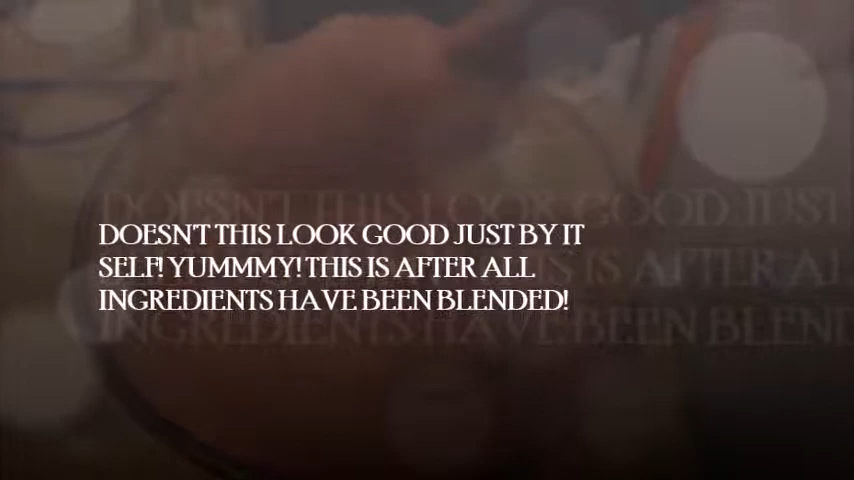 DOESN'T THIS LOOK GOOD JUST BY IT
SELF! YUMMMY! THIS IS AFTER ALL
INGREDIENTS HAVE BEEN BLENDED!